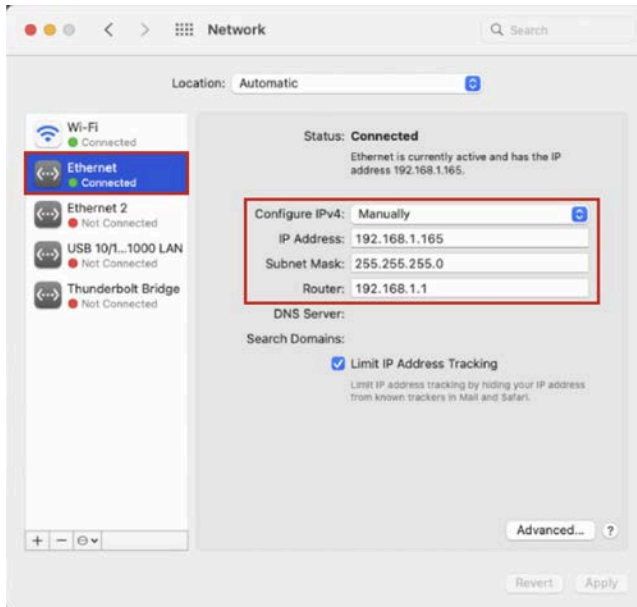 Network
Search
Location: Automatic
Wi-Fi
Connected
Ethernet
Connected
Ethernet 2
Not Connected
USB 10/1...1000 LAN
Not Connected
Thunderbolt Bridge
Not Connected
Status: Connected
Ethernet is currently active and has the IP
address 192.168.1.165.
Configure IPv4: Manually
IP Address: 192.168.1.165
Subnet Mask: 255.255.255.0
Router: 192.168.1.1
DNS Server:
Search Domains:
Limit IP Address Tracking
Limit IP address tracking by hiding your IP address
from known trackers in Mail and Safari.
Advanced... ?
Revert Apply